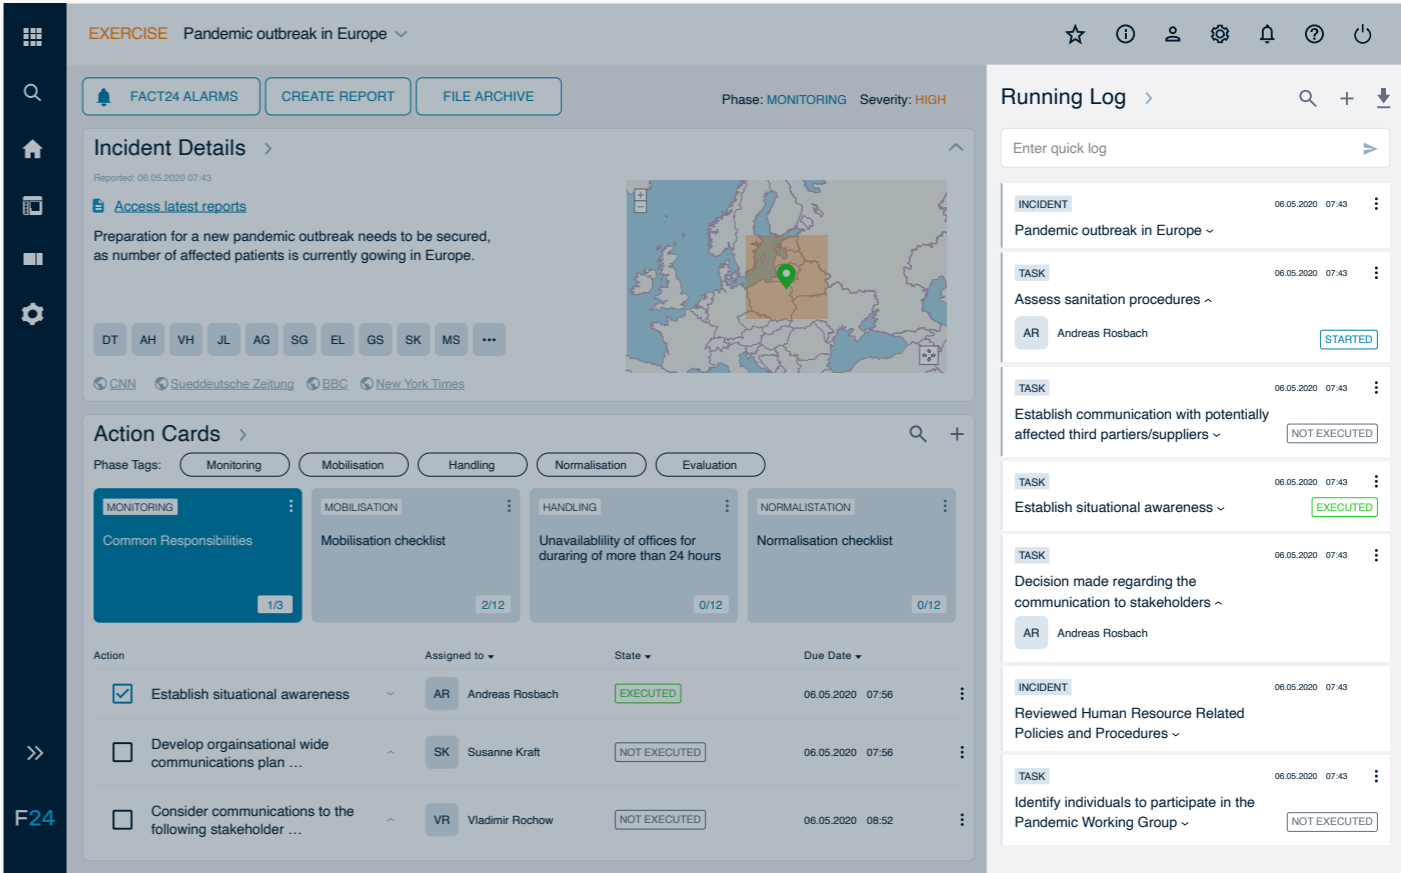 EXERCISE Pandemic outbreak in Europe
FACT24 ALARMS
CREATE REPORT
FILE ARCHIVE
Phase: MONITORING Severity: HIGH
Incident Details
Reported: 06.05.2020 07:43
Access latest reports
Preparation for a new pandemic outbreak needs to be secured,
as number of affected patients is currently gowing in Europe.
DT AH VH JL AG SG EL GS SK MS •••
CNN Sueddeutsche Zeitung BBC New York Times
Action Cards
Phase Tags: Monitoring Mobilisation Handling Normalisation Evaluation
MONITORING
Common Responsibilities
1/3
MOBILISATION
Mobilisation checklist
2/12
HANDLING
Unavailablility of offices for
duraring of more than 24 hours
0/12
NORMALISTATION
Normalisation checklist
0/12
Action Assigned to State Due Date
Establish situational awareness AR Andreas Rosbach EXECUTED 06.05.2020 07:56
Develop orgainsational wide
communications plan ...
SK Susanne Kraft NOT EXECUTED 06.05.2020 07:56
Consider communications to the
following stakeholder ...
VR Vladimir Rochow NOT EXECUTED 06.05.2020 08:52
F24
Running Log
Enter quick log
INCIDENT 06.05.2020 07:43
Pandemic outbreak in Europe
TASK 06.05.2020 07:43
Assess sanitation procedures
AR Andreas Rosbach
STARTED
TASK 06.05.2020 07:43
Establish communication with potentially
affected third partiers/suppliers NOT EXECUTED
TASK 06.05.2020 07:43
Establish situational awareness EXECUTED
TASK 06.05.2020 07:43
Decision made regarding the
communication to stakeholders
AR Andreas Rosbach
INCIDENT 06.05.2020 07:43
Reviewed Human Resource Related
Policies and Procedures
TASK 06.05.2020 07:43
Identify individuals to participate in the
Pandemic Working Group NOT EXECUTED